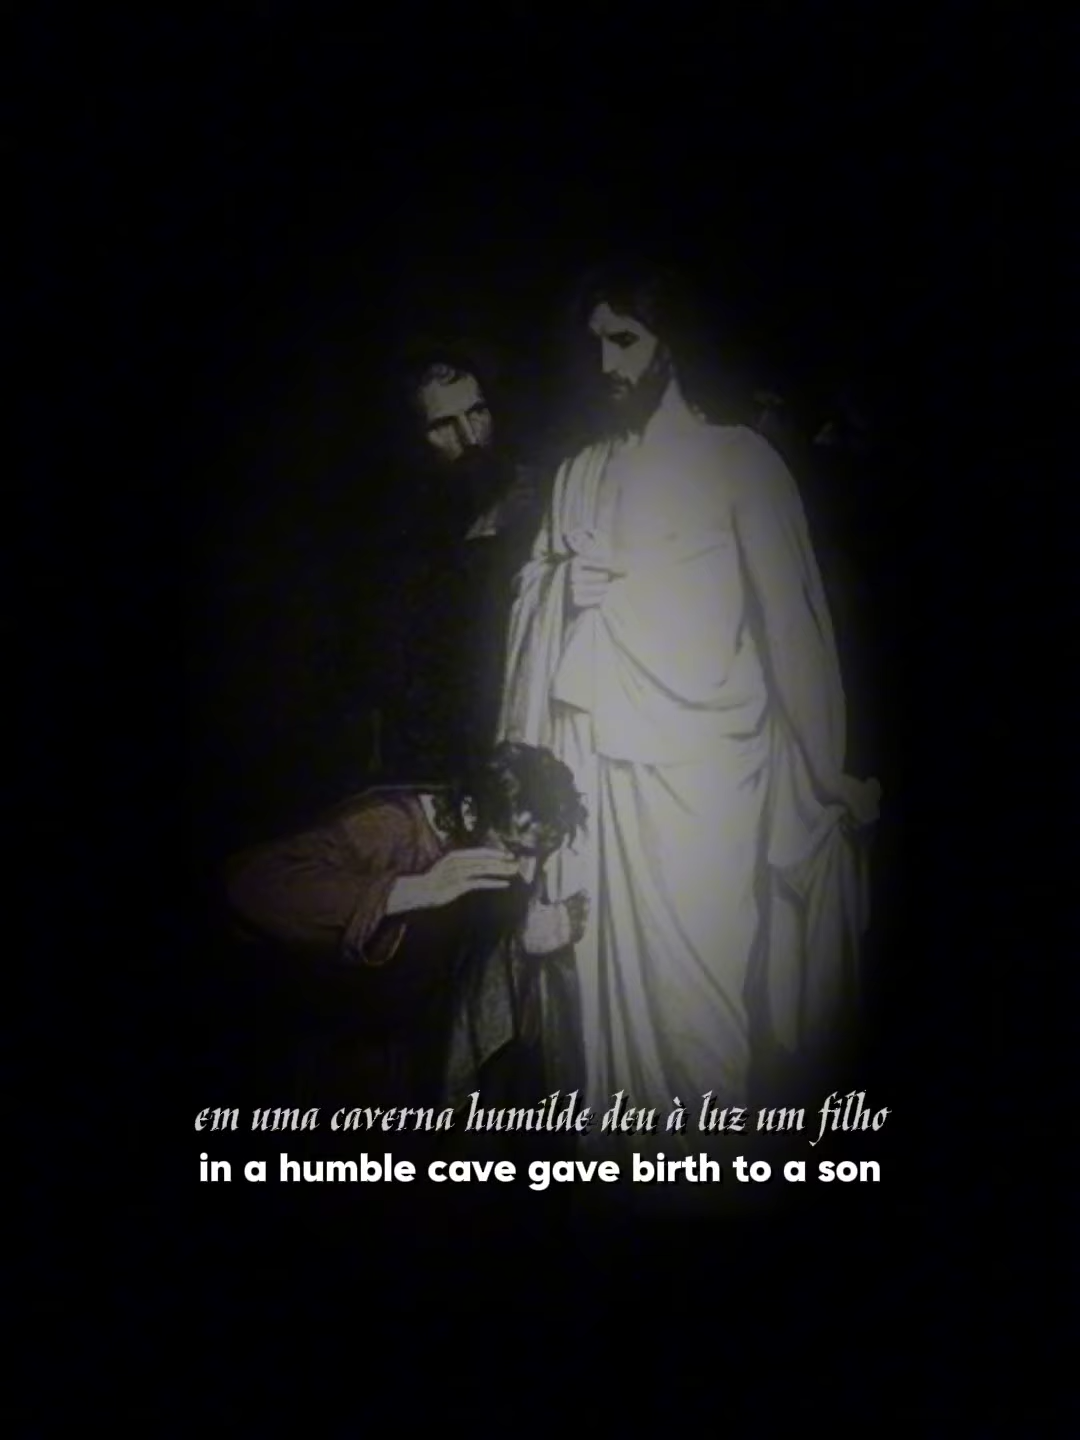 em uma caverna humilde deu à luz um filho
in a humble cave gave birth to a son